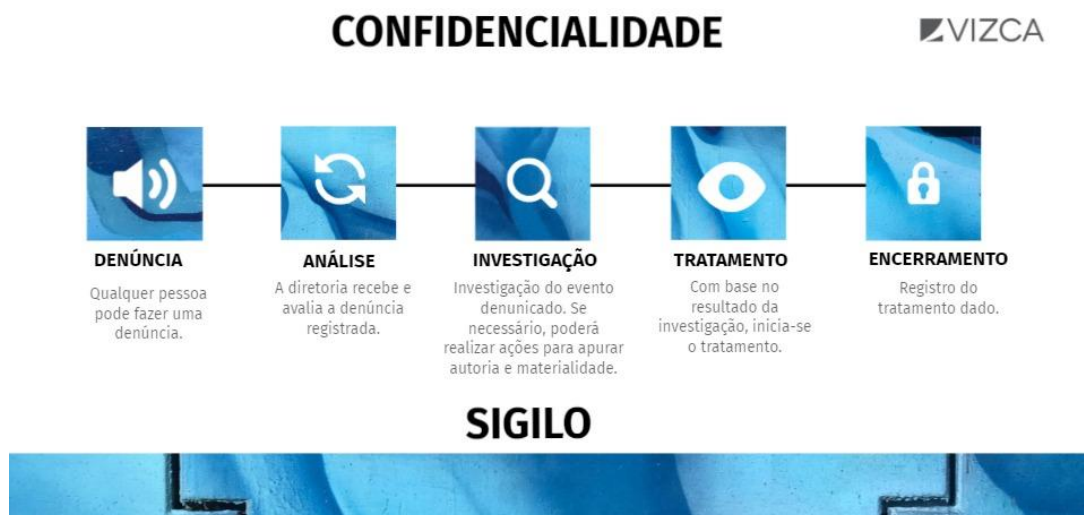 CONFIDENCIALIDADE
VIZCA
DENÚNCIA
Qualquer pessoa
pode fazer uma
denúncia.
ANÁLISE
A diretoria recebe e
avalia a denúncia
registrada.
INVESTIGAÇÃO
Investigação do evento
denunicado. Se
necessário, poderá
realizar ações para apurar
autoria e materialidade.
TRATAMENTO
Com base no
resultado da
investigação, inicia-se
o tratamento.
ENCERRAMENTO
Registro do
tratamento dado.
SIGILO